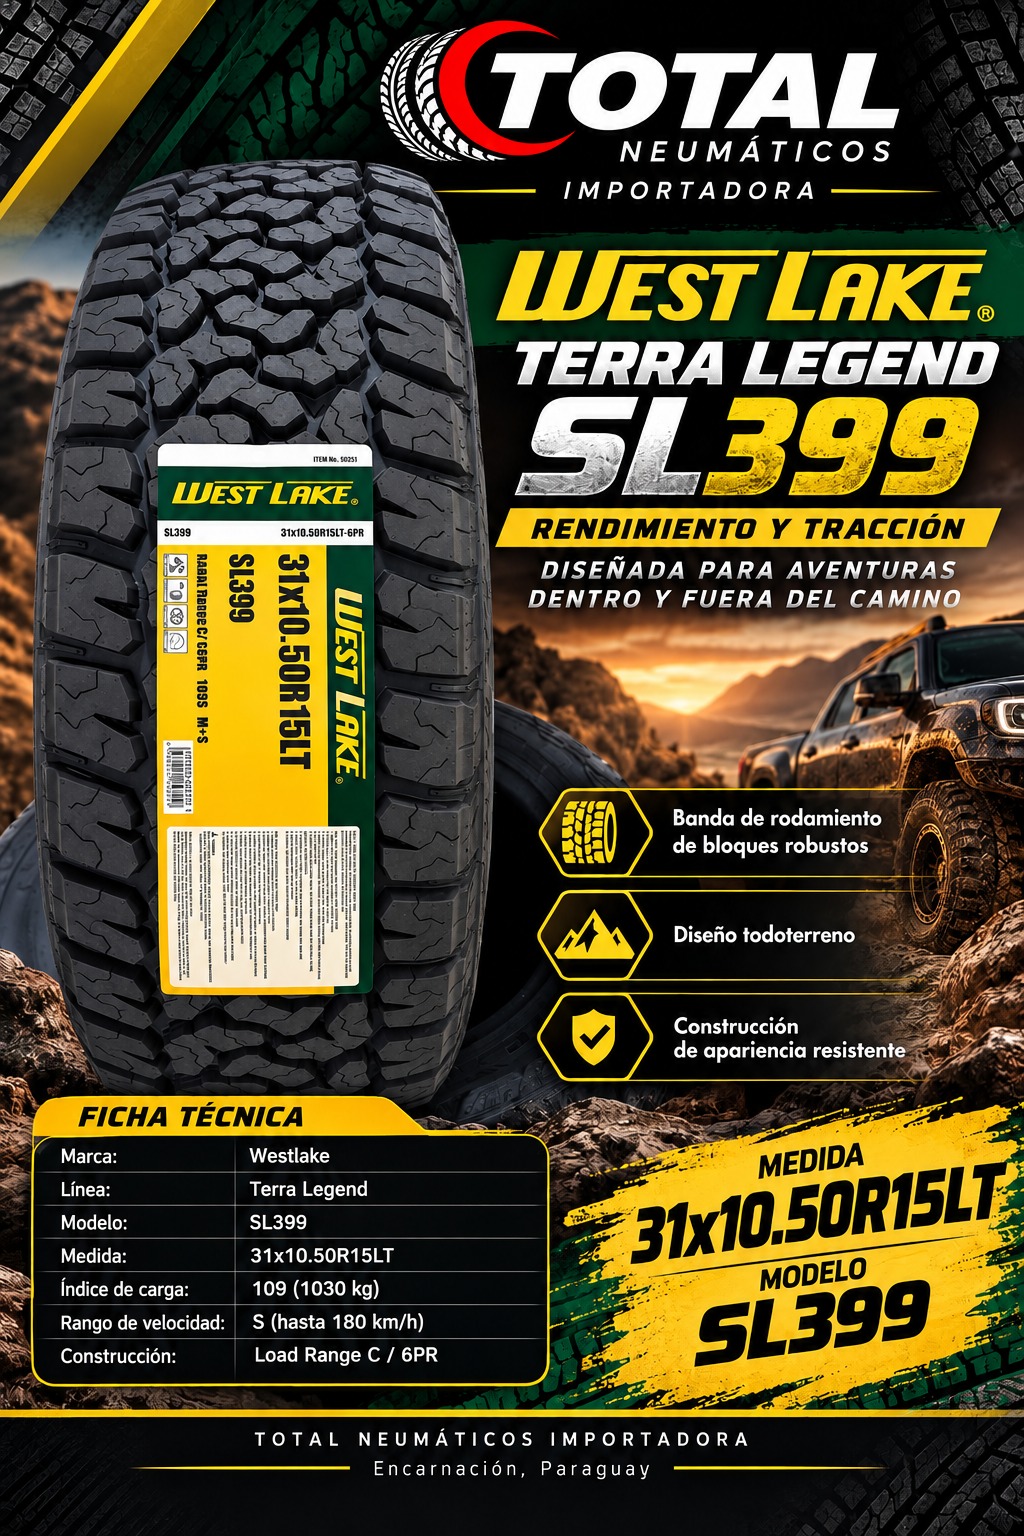 TOTAL
NEUMÁTICOS
IMPORTADORA
WEST LAKE®
TERRA LEGEND
SL399
RENDIMIENTO Y TRACCIÓN
DISEÑADA PARA AVENTURAS
DENTRO Y FUERA DEL CAMINO
ITEM No. 50251
WEST LAKE®
SL399 31x10.50R15LT-6PR
WEST LAKE®
31x10.50R15LT
SL399
C/ 109S M+S
Banda de rodamiento
de bloques robustos
Diseño todoterreno
Construcción
de apariencia resistente
FICHA TÉCNICA
Marca: Westlake
Línea: Terra Legend
Modelo: SL399
Medida: 31x10.50R15LT
Índice de carga: 109 (1030 kg)
Rango de velocidad: S (hasta 180 km/h)
Construcción: Load Range C / 6PR
MEDIDA
31x10.50R15LT
MODELO
SL399
TOTAL NEUMÁTICOS IMPORTADORA
Encarnación, Paraguay